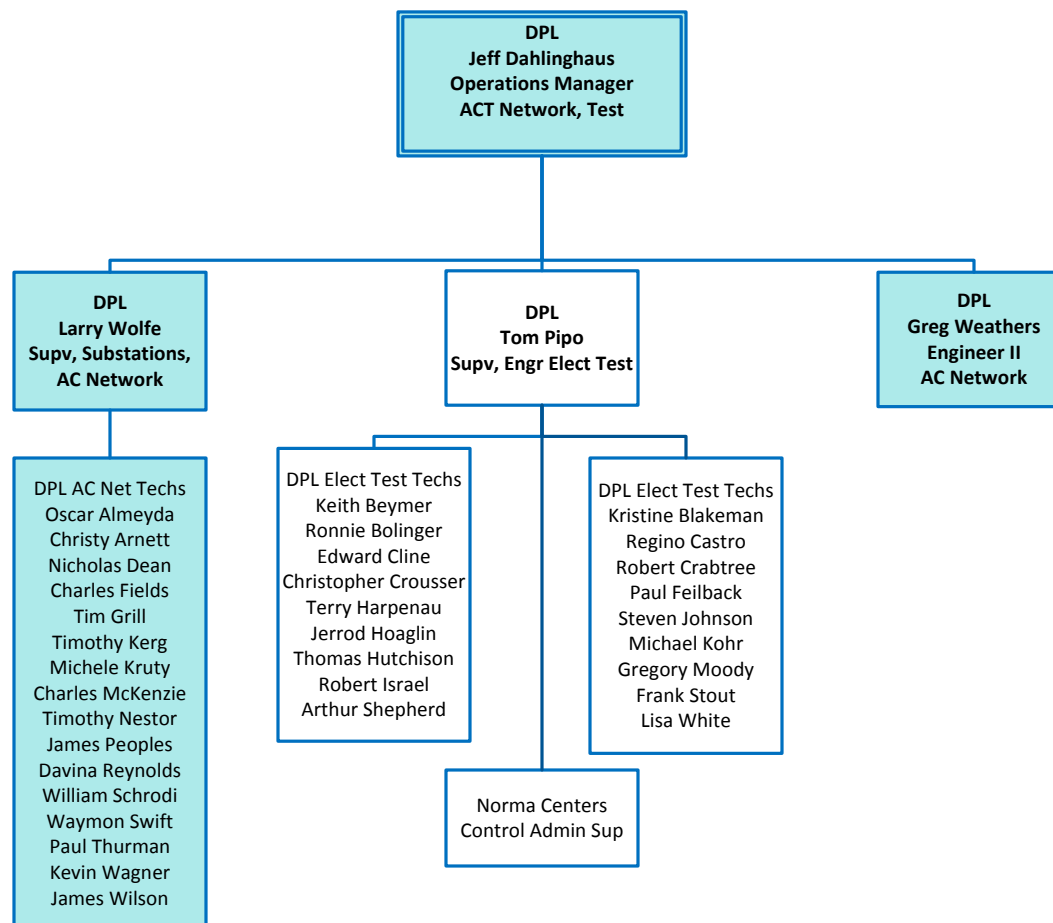 DPL
Jeff Dahlinghaus
Operations Manager
ACT Network, Test
DPL
Larry Wolfe
Supv, Substations,
AC Network
DPL
Tom Pipo
Supv, Engr Elect Test
DPL
Greg Weathers
Engineer II
AC Network
DPL AC Net Techs
Oscar Almeyda
Christy Arnett
Nicholas Dean
Charles Fields
Tim Grill
Timothy Kerg
Michele Kruty
Charles McKenzie
Timothy Nestor
James Peoples
Davina Reynolds
William Schrodi
Waymon Swift
Paul Thurman
Kevin Wagner
James Wilson
DPL Elect Test Techs
Keith Beymer
Ronnie Bolinger
Edward Cline
Christopher Crousser
Terry Harpenau
Jerrod Hoaglin
Thomas Hutchison
Robert Israel
Arthur Shepherd
DPL Elect Test Techs
Kristine Blakeman
Regino Castro
Robert Crabtree
Paul Feilback
Steven Johnson
Michael Kohr
Gregory Moody
Frank Stout
Lisa White
Norma Centers
Control Admin Sup